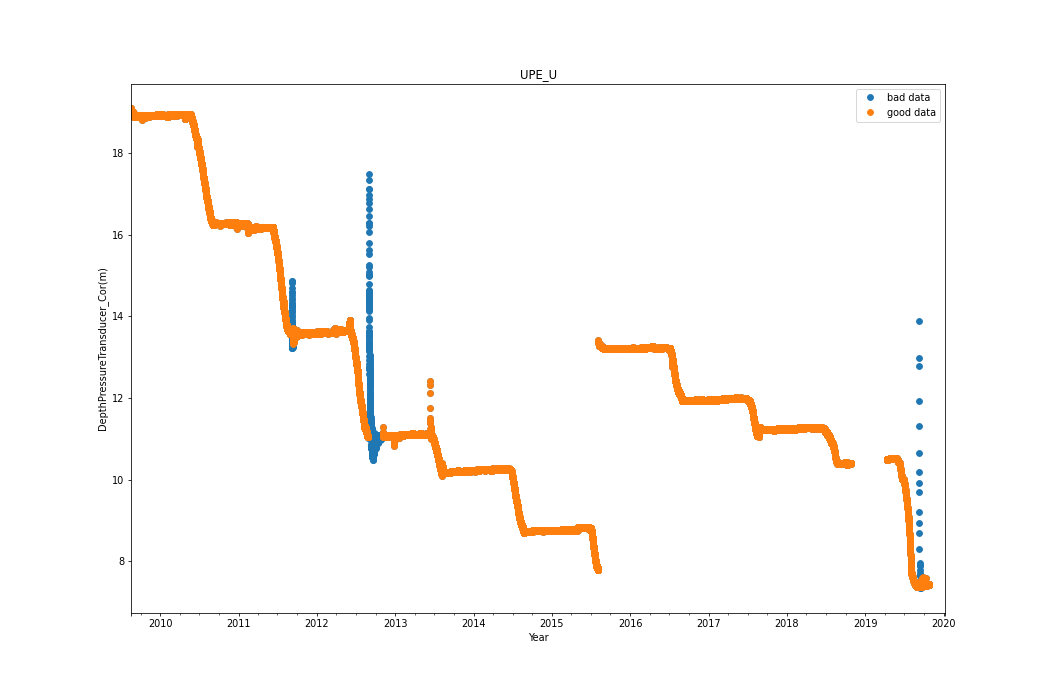 UPE_U
bad data
good data
DepthPressureTransducer_Cor(m)
18
16
14
12
10
8
2010 2011 2012 2013 2014 2015 2016 2017 2018 2019 2020
Year